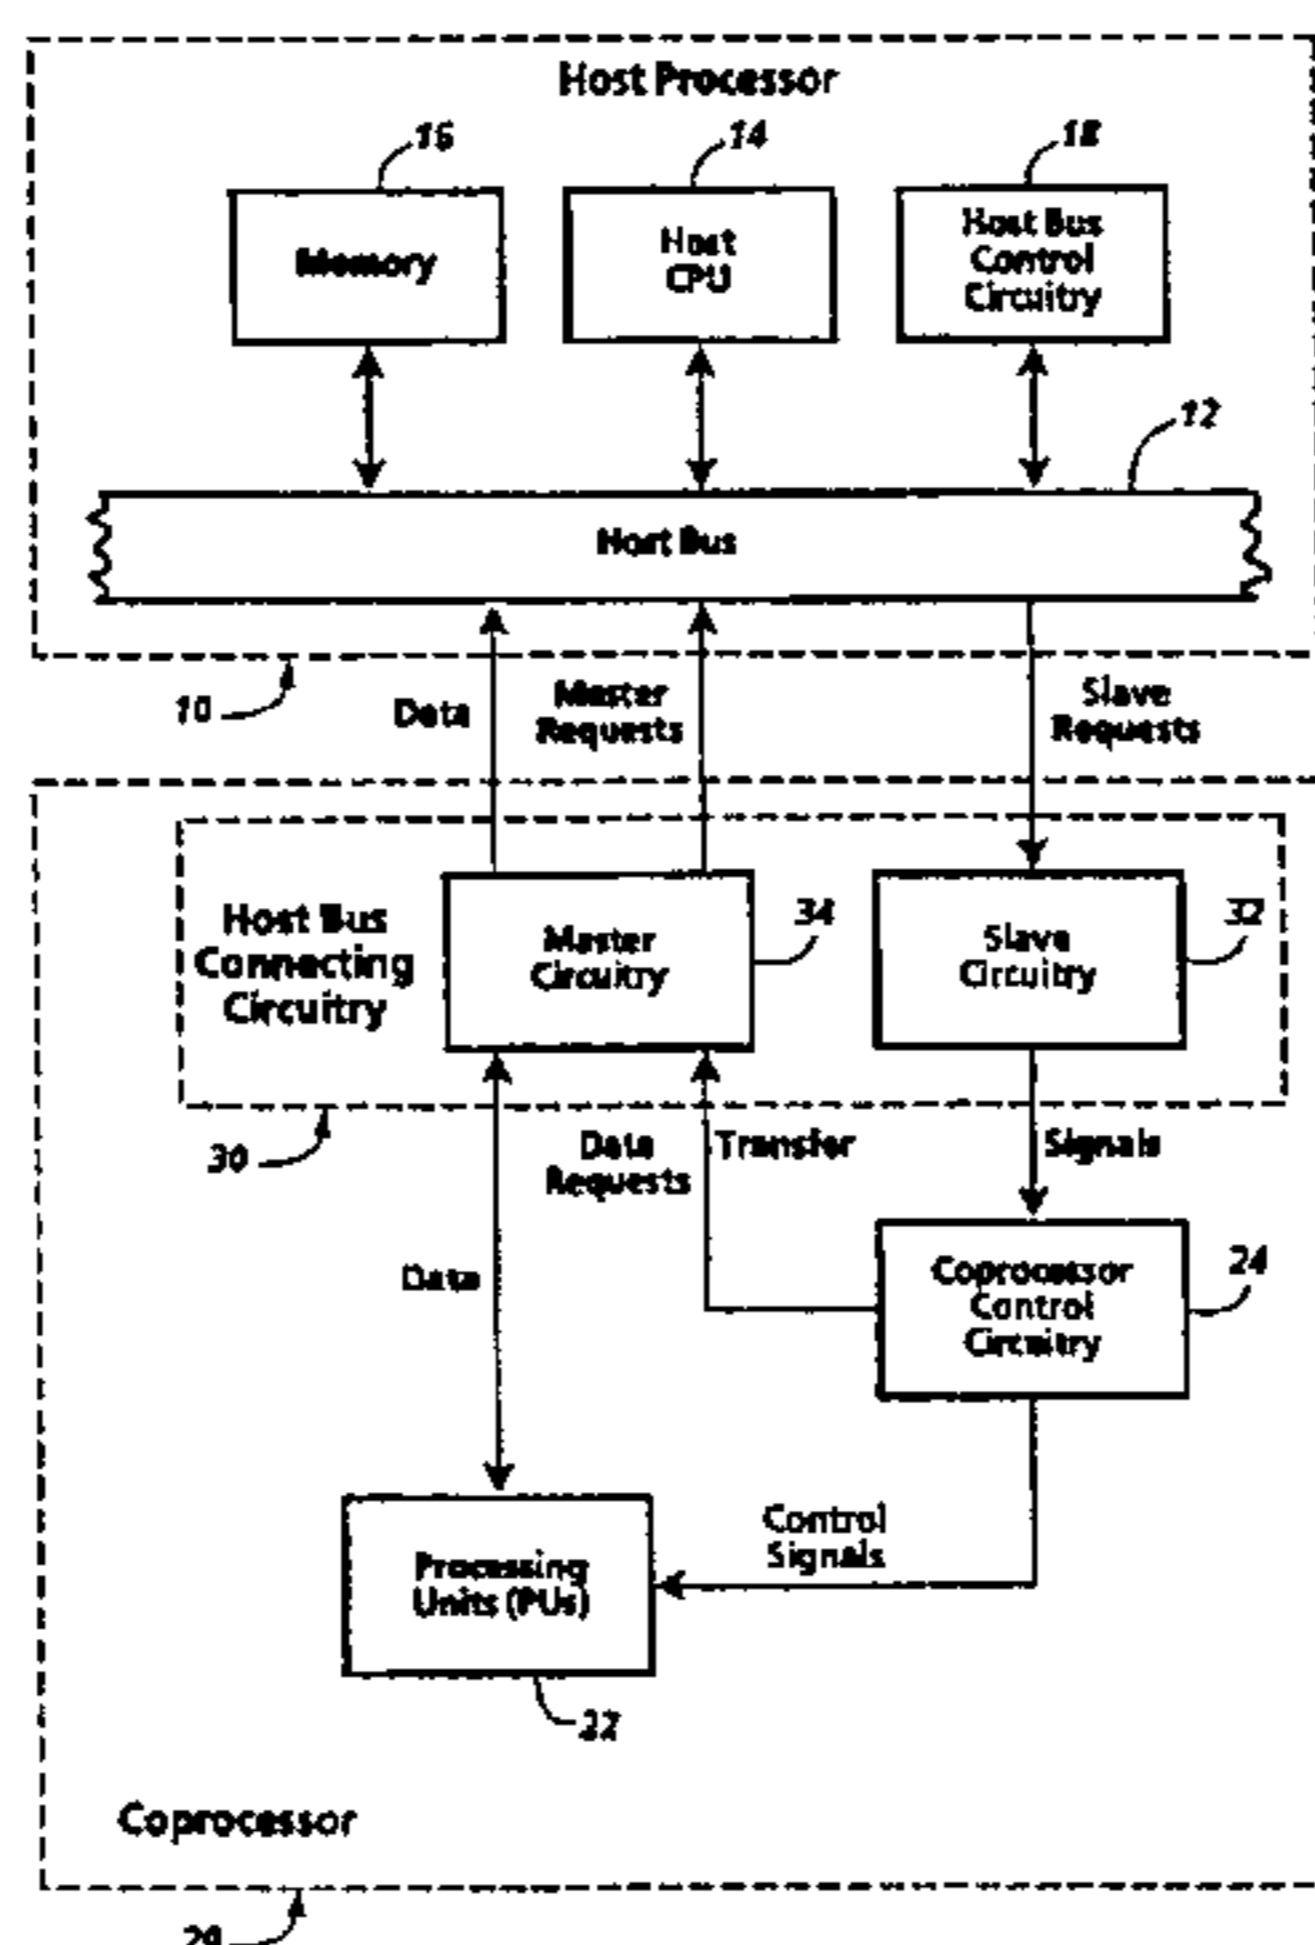 Host Processor
16
14
18
Memory
Host
CPU
Host Bus
Control
Circuitry
12
Host Bus
10
Data
Master
Requests
Slave
Requests
Host Bus
Connecting
Circuitry
Master
Circuitry
34
Slave
Circuitry
32
30
Data
Requests
Transfer
Signals
Data
Coprocessor
Control
Circuitry
24
Control
Signals
Processing
Units (PUs)
22
Coprocessor